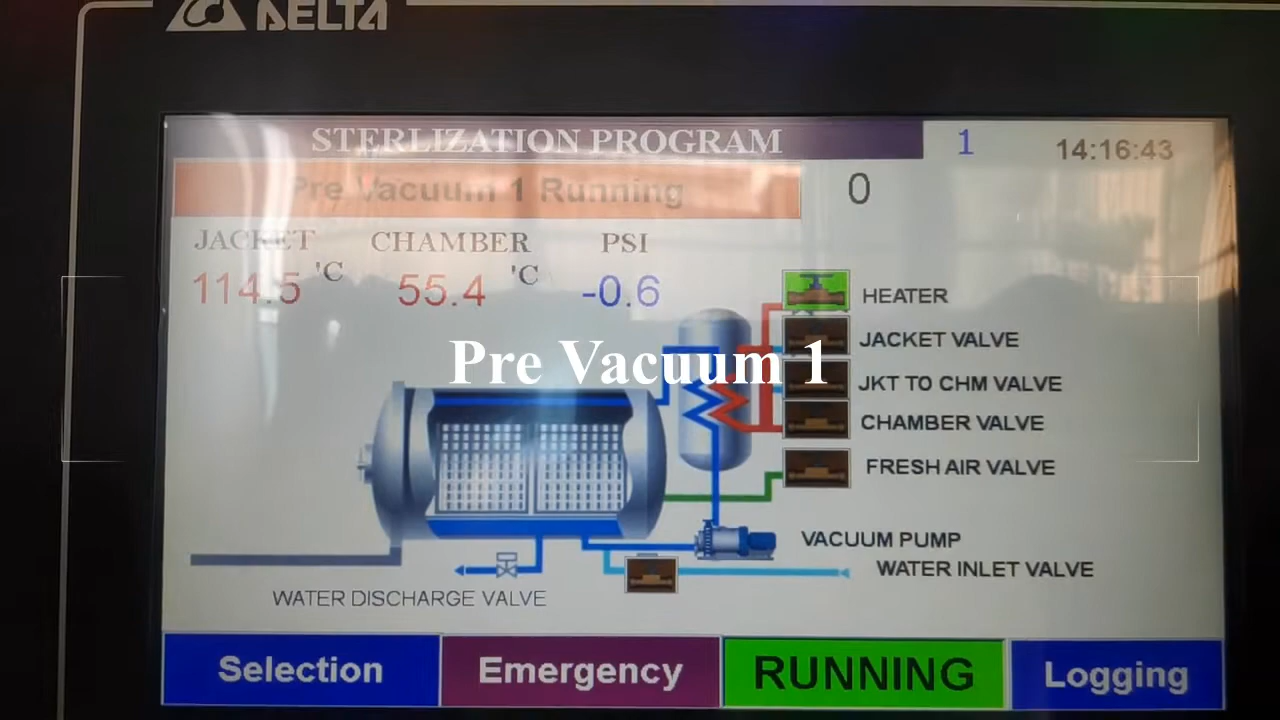 DELTA
STERLIZATION PROGRAM 1 14:16:43
Pre Vacuum 1 Running 0
JACKET CHAMBER PSI
114.5 'C 55.4 'C -0.6
HEATER
JACKET VALVE
Pre Vacuum 1
JKT TO CHM VALVE
CHAMBER VALVE
FRESH AIR VALVE
VACUUM PUMP
WATER INLET VALVE
WATER DISCHARGE VALVE
Selection Emergency RUNNING Logging